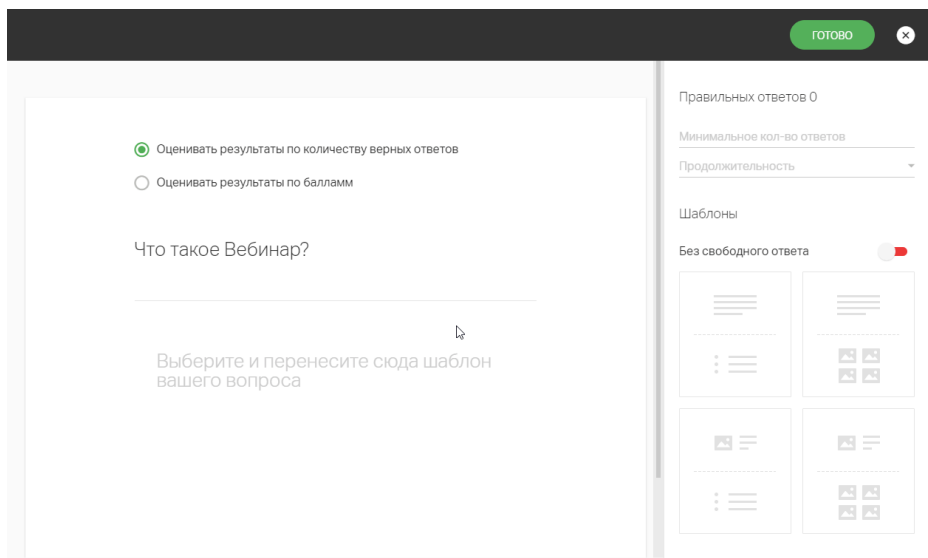 ГОТОВО
Оценивать результаты по количеству верных ответов
Оценивать результаты по балламм
Что такое Вебинар?
Выберите и перенесите сюда шаблон
вашего вопроса
Правильных ответов 0
Минимальное кол-во ответов
Продолжительность
Шаблоны
Без свободного ответа